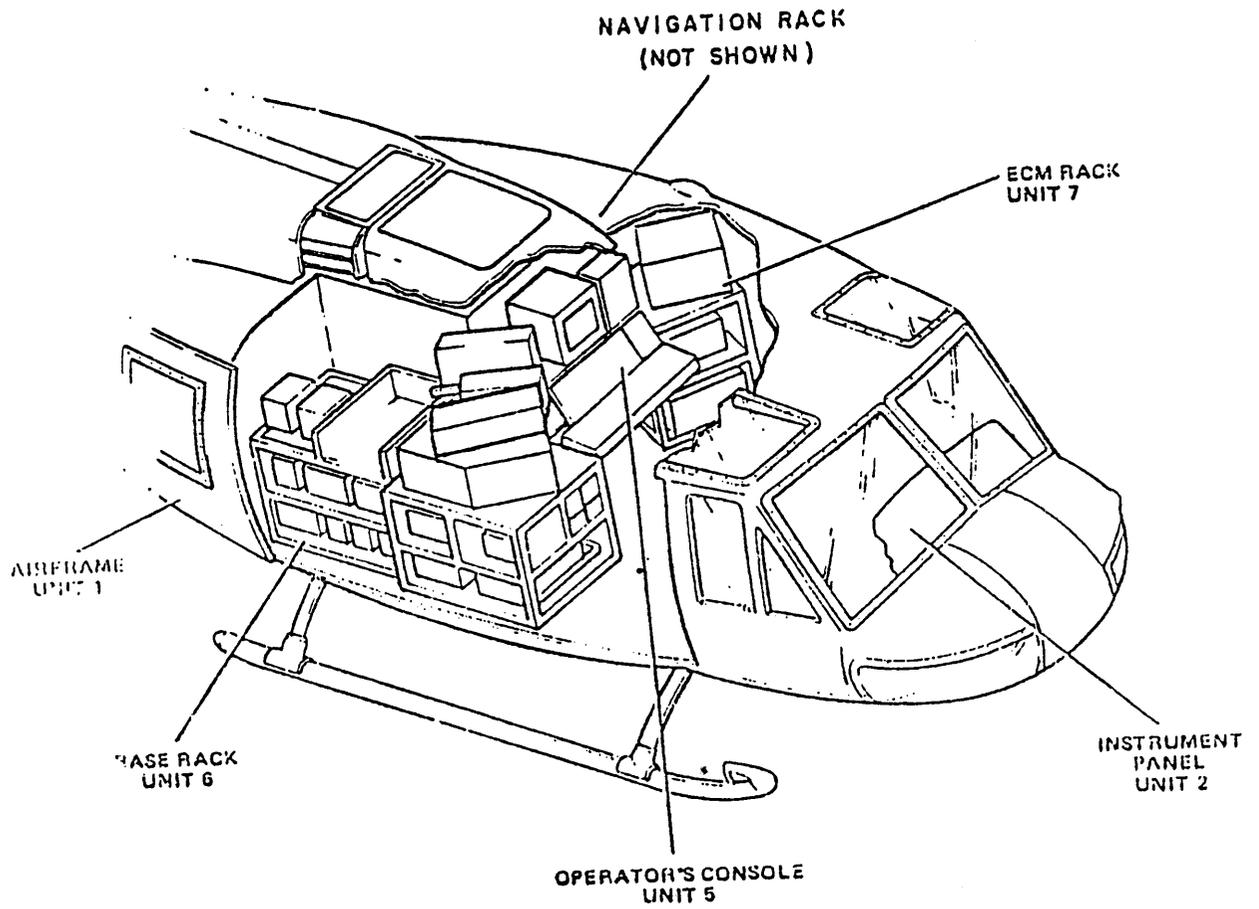 NAVIGATION RACK
(NOT SHOWN)
ECM RACK
UNIT 7
AIRFRAME
UNIT 1
BASE RACK
UNIT 6
INSTRUMENT
PANEL
UNIT 2
OPERATOR'S CONSOLE
UNIT 5